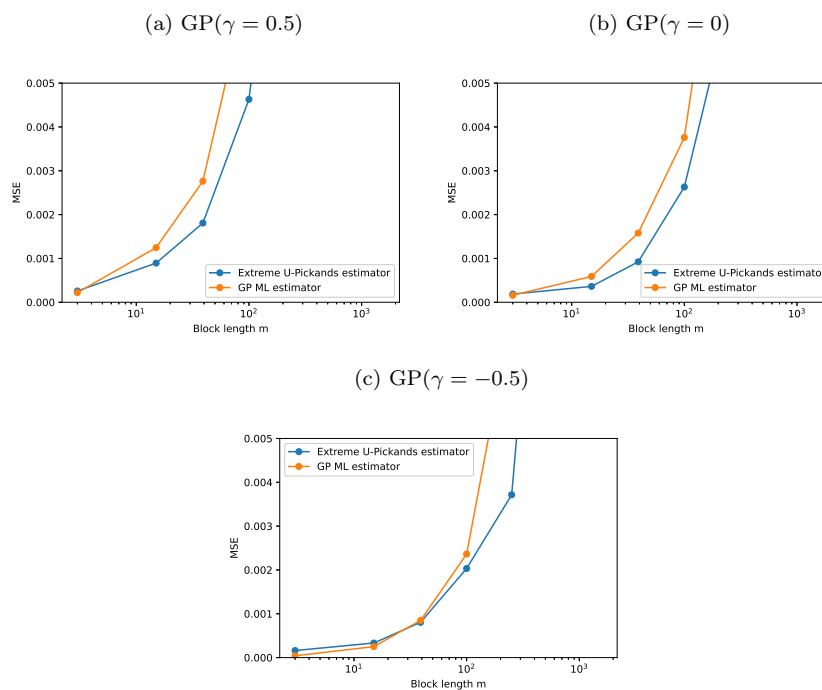 (a) GP(γ = 0.5)
0.005
0.004
0.003
0.002
0.001
0.000
MSE
10¹
10²
10³
Block length m
Extreme U-Pickands estimator
GP ML estimator
(b) GP(γ = 0)
0.005
0.004
0.003
0.002
0.001
0.000
MSE
10¹
10²
10³
Block length m
Extreme U-Pickands estimator
GP ML estimator
(c) GP(γ = −0.5)
0.005
0.004
0.003
0.002
0.001
0.000
MSE
10¹
10²
10³
Block length m
Extreme U-Pickands estimator
GP ML estimator